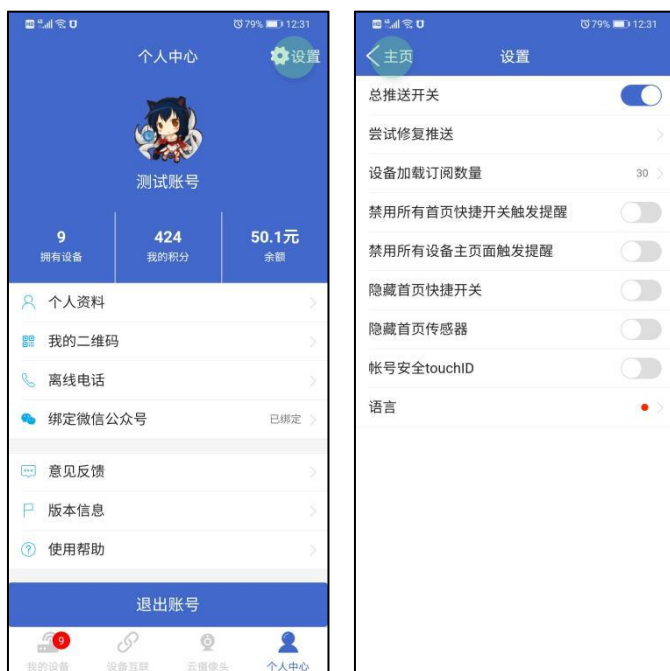 79% 12:31
个人中心
设置
测试账号
9
424
50.1元
拥有设备
我的积分
余额
个人资料
我的二维码
离线电话
绑定微信公众号
已绑定
意见反馈
版本信息
使用帮助
退出账号
9
我的设备
设备互联
云摄像头
个人中心
79% 12:31
主页
设置
总推送开关
尝试修复推送
设备加载订阅数量
30
禁用所有首页快捷开关触发提醒
禁用所有设备主页面触发提醒
隐藏首页快捷开关
隐藏首页传感器
帐号安全touchID
语言